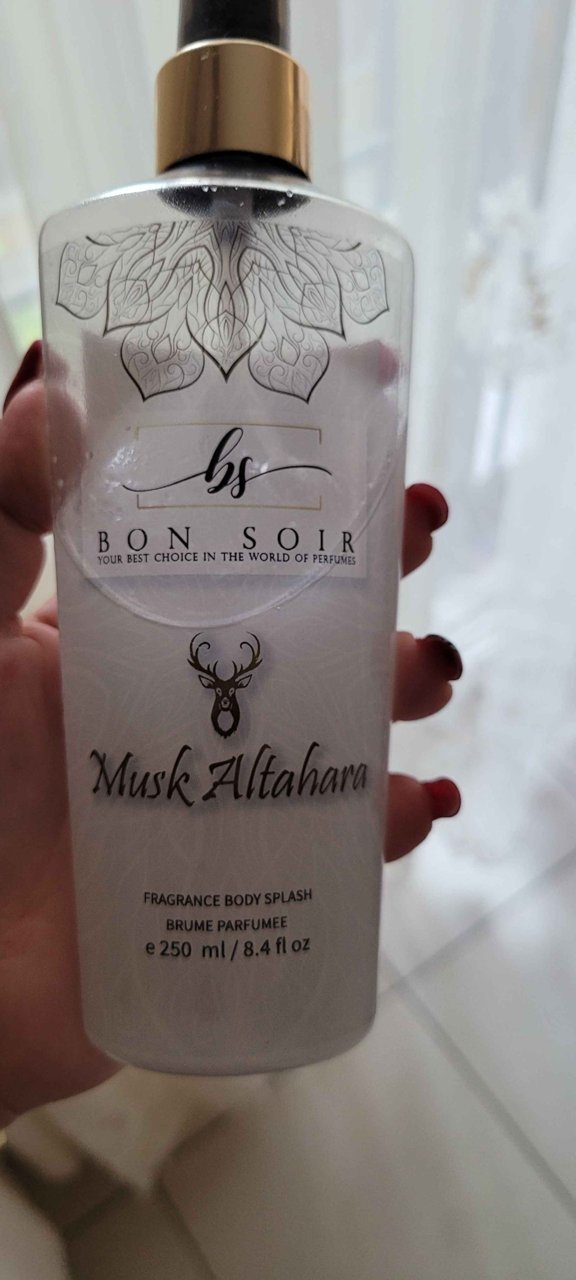 bs
BON SOIR
YOUR BEST CHOICE IN THE WORLD OF PERFUMES
Musk Altahara
FRAGRANCE BODY SPLASH
BRUME PARFUMEE
e 250 ml / 8.4 fl oz